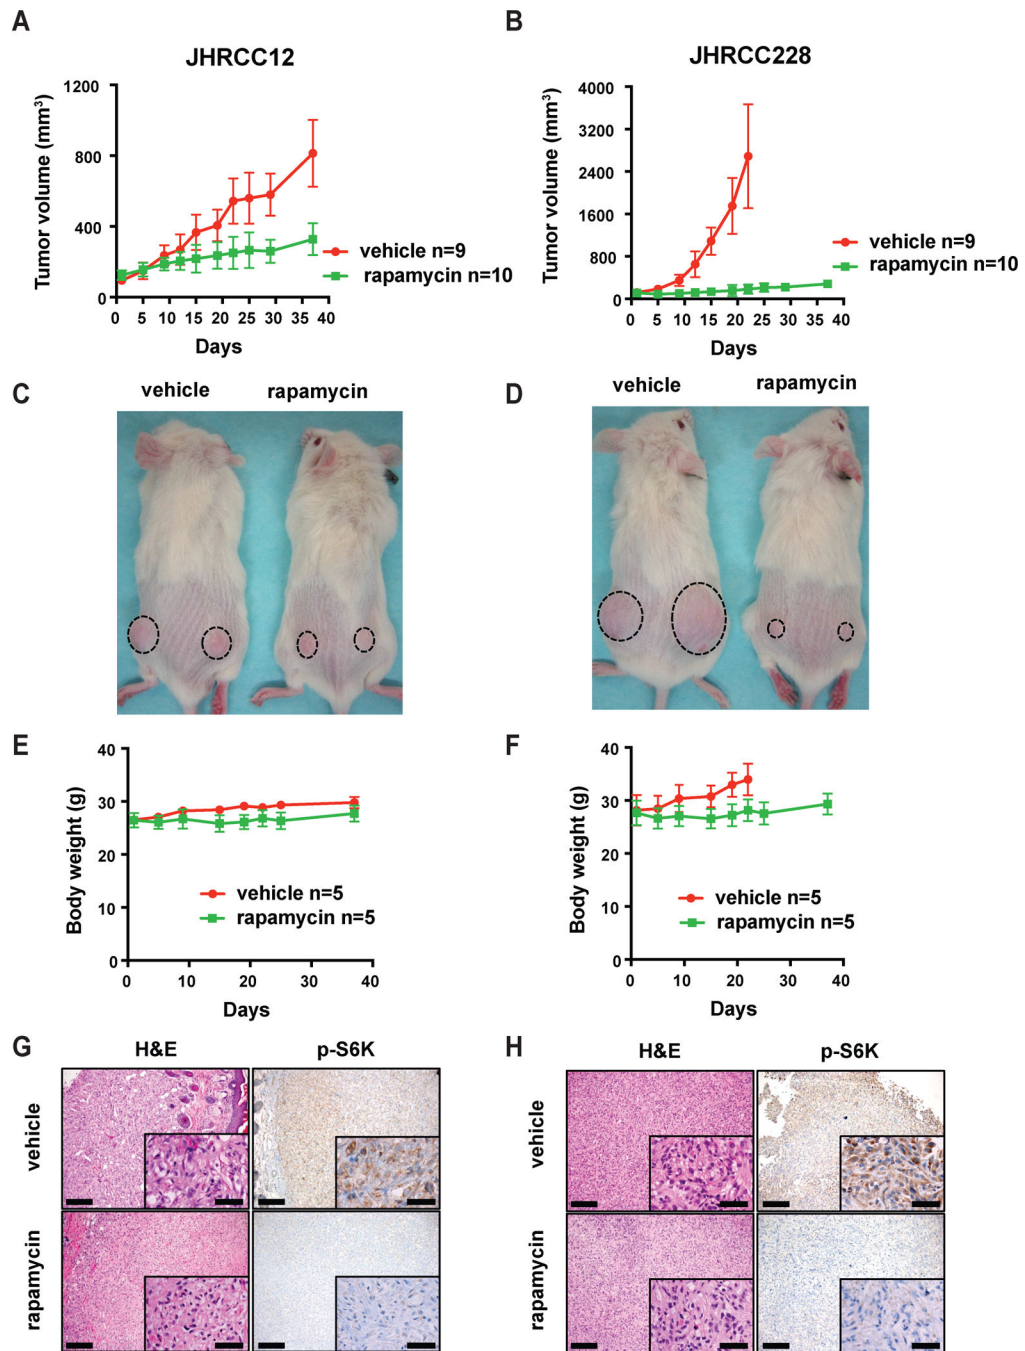 A
JHRCC12
Tumor volume (mm³)
1200
800
400
0
0 5 10 15 20 25 30 35 40
Days
vehicle n=9
rapamycin n=10
B
JHRCC228
Tumor volume (mm³)
4000
3200
2400
1600
800
0
0 5 10 15 20 25 30 35 40
Days
vehicle n=9
rapamycin n=10
C
vehicle rapamycin
D
vehicle rapamycin
E
Body weight (g)
40
30
20
10
0
0 10 20 30 40
Days
vehicle n=5
rapamycin n=5
F
Body weight (g)
40
30
20
10
0
0 10 20 30 40
Days
vehicle n=5
rapamycin n=5
G
H&E p-S6K
vehicle
rapamycin
H
H&E p-S6K
vehicle
rapamycin